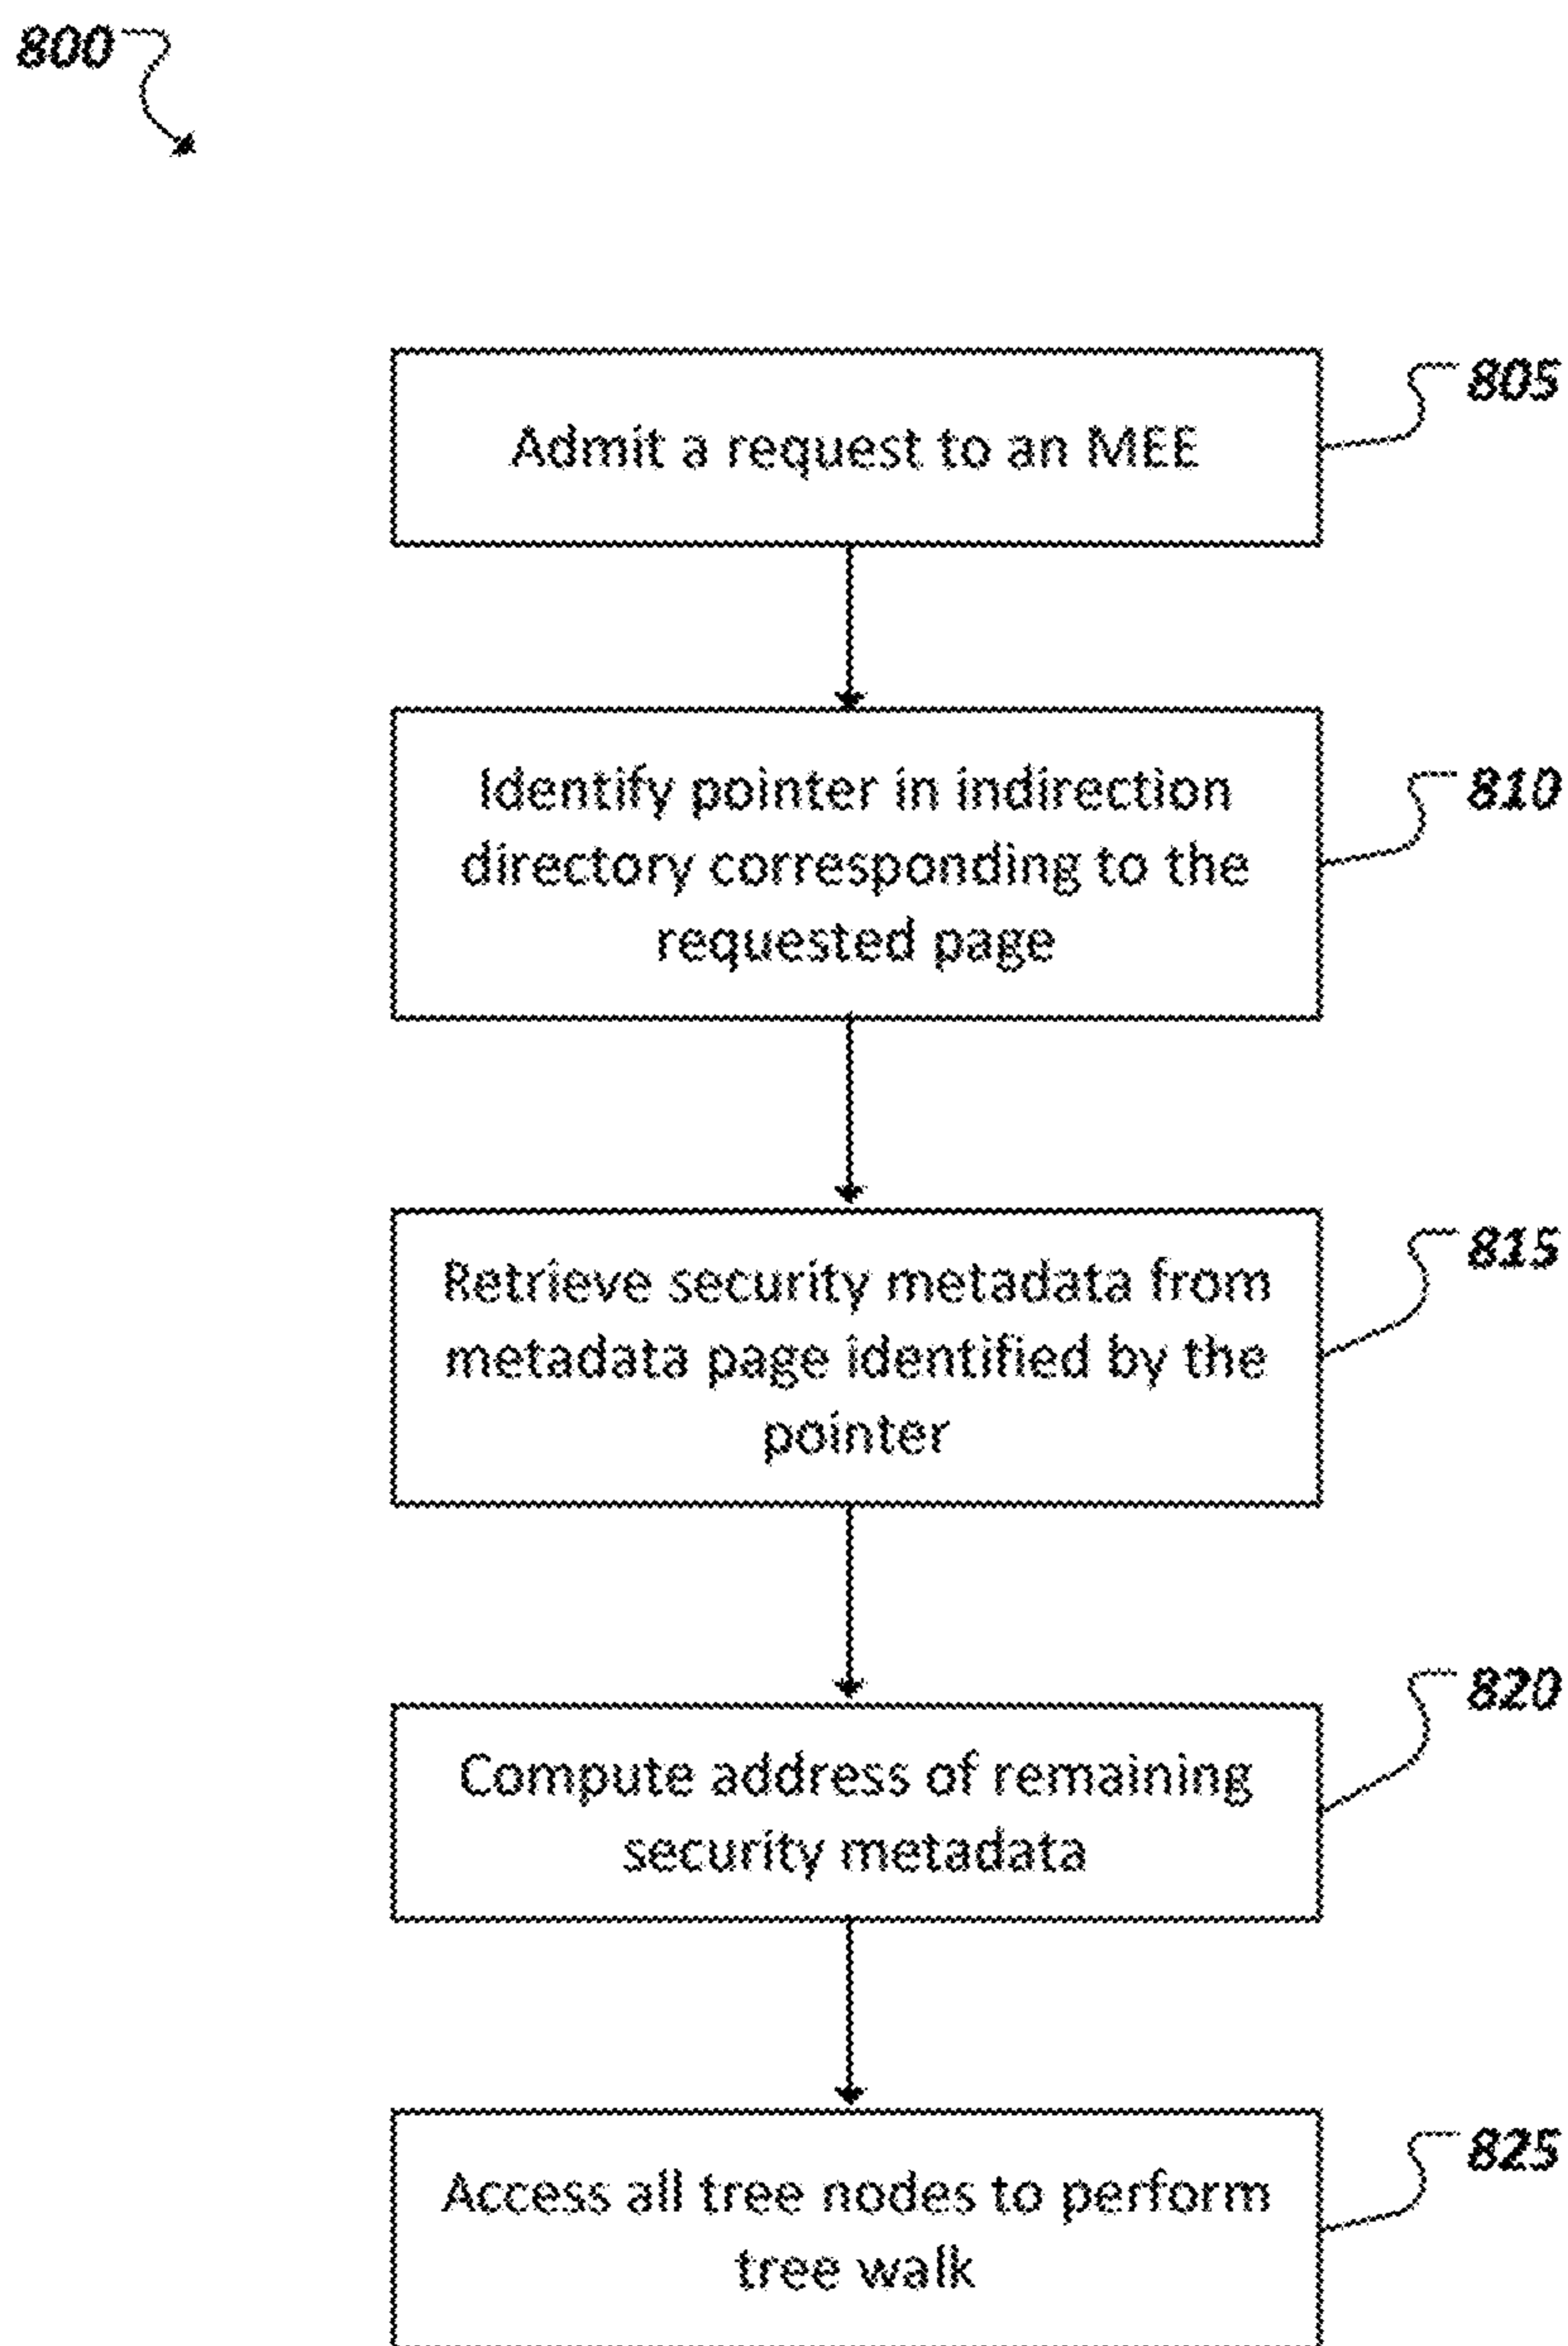 800
Admit a request to an MEE
805
Identify pointer in indirection
directory corresponding to the
requested page
810
Retrieve security metadata from
metadata page identified by the
pointer
815
Compute address of remaining
security metadata
820
Access all tree nodes to perform
tree walk
825